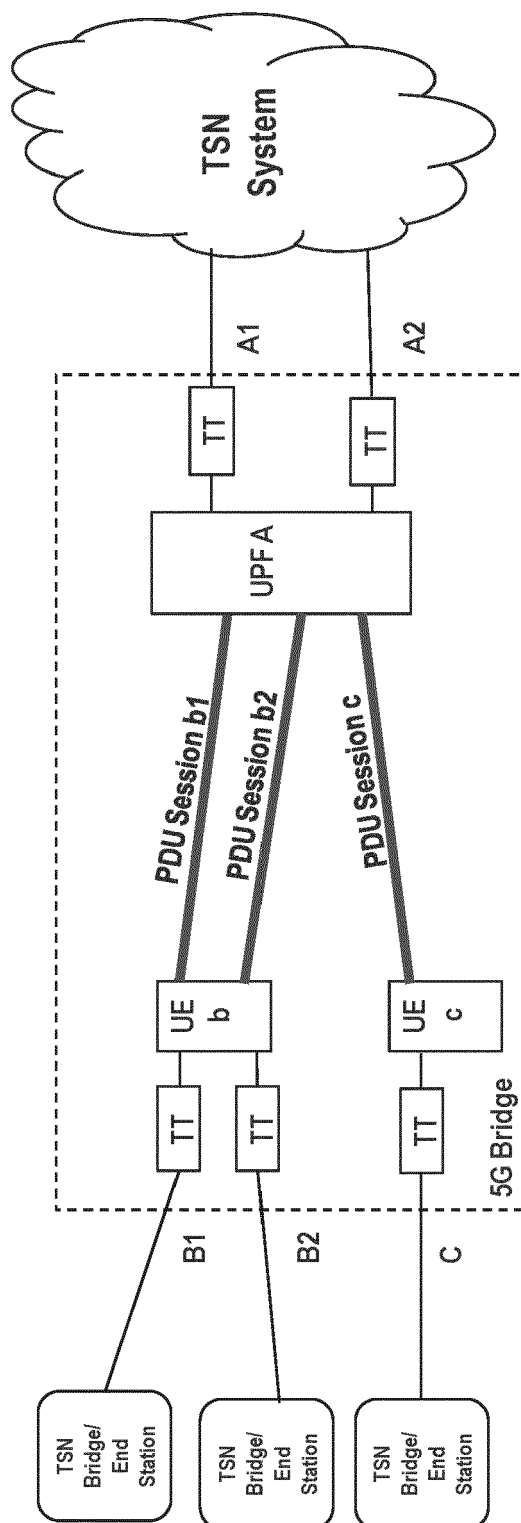 TSN
Bridge/
End
Station
TSN
Bridge/
End
Station
TSN
Bridge/
End
Station
B1
B2
C
TT
TT
TT
UE
b
UE
c
5G Bridge
PDU Session b1
PDU Session b2
PDU Session c
UPF A
TT
TT
A1
A2
TSN
System